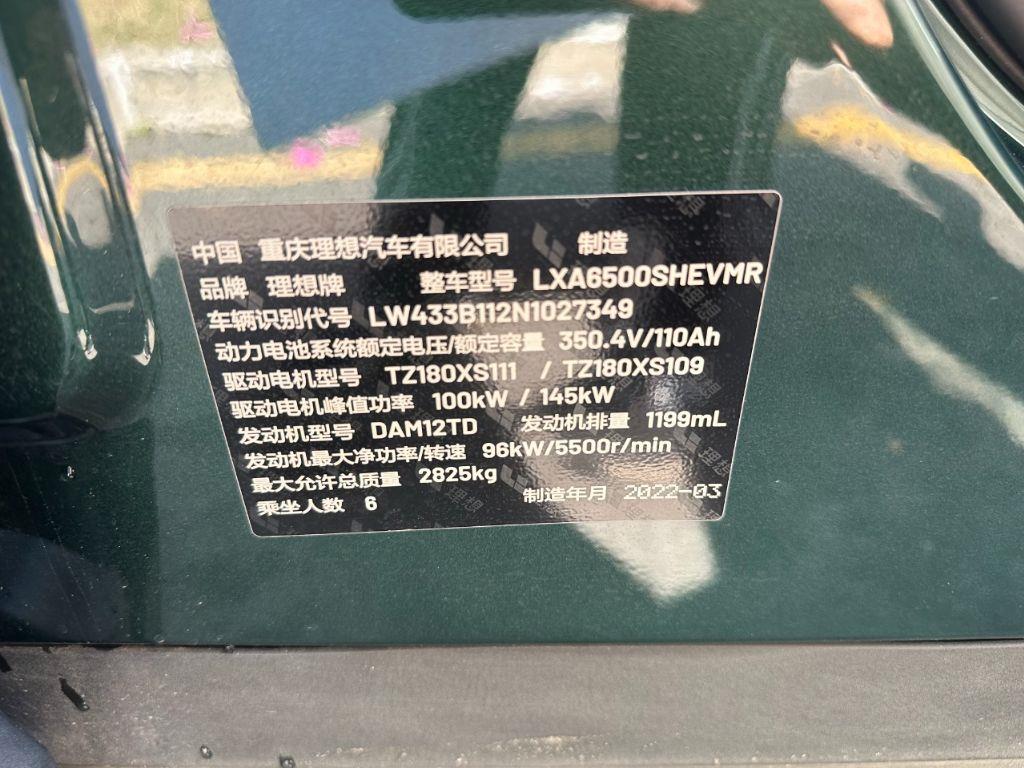 中国 重庆理想汽车有限公司 制造
品牌 理想牌 整车型号 LXA6500SHEVMR
车辆识别代号 LW433B112N1027349
动力电池系统额定电压/额定容量 350.4V/110Ah
驱动电机型号 TZ180XS111 / TZ180XS109
驱动电机峰值功率 100kW / 145kW
发动机型号 DAM12TD 发动机排量 1199mL
发动机最大净功率/转速 96kW/5500r/min
最大允许总质量 2825kg
乘坐人数 6 制造年月 2022-03